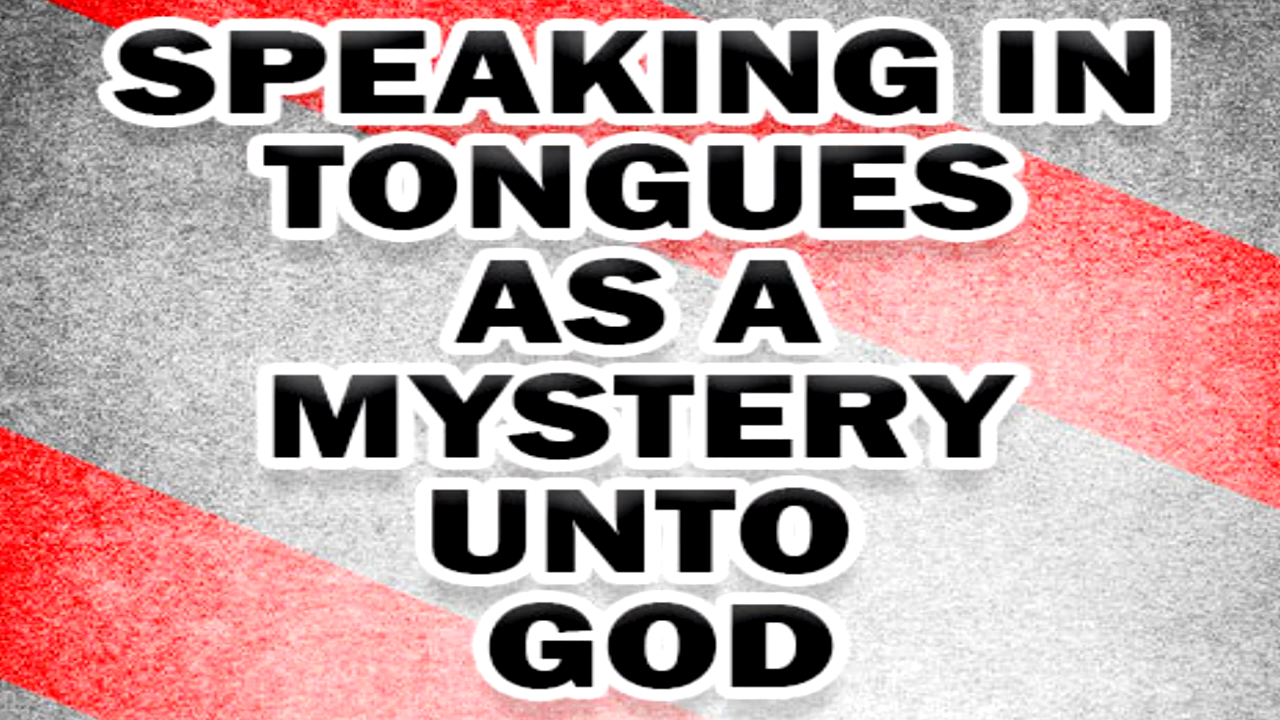 SPEAKING IN
TONGUES
AS A
MYSTERY
UNTO
GOD